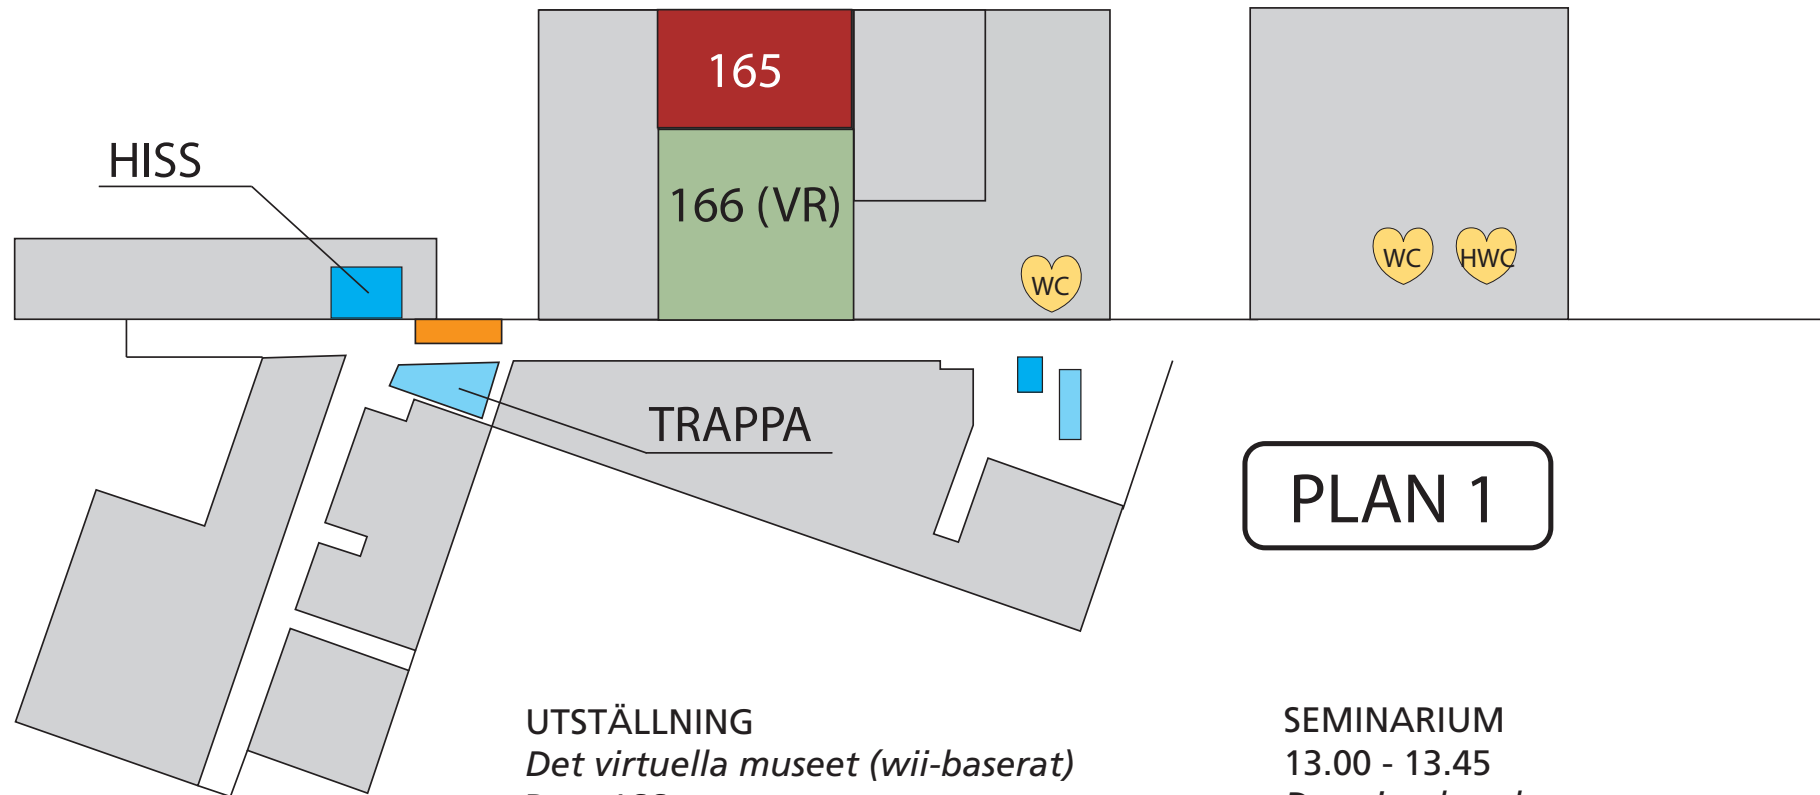 165
HISS
166 (VR)
WC
WC
HWC
TRAPPA
PLAN 1
UTSTÄLLNING
Det virtuella museet (wii-baserat)
SEMINARIUM
13.00 - 13.45